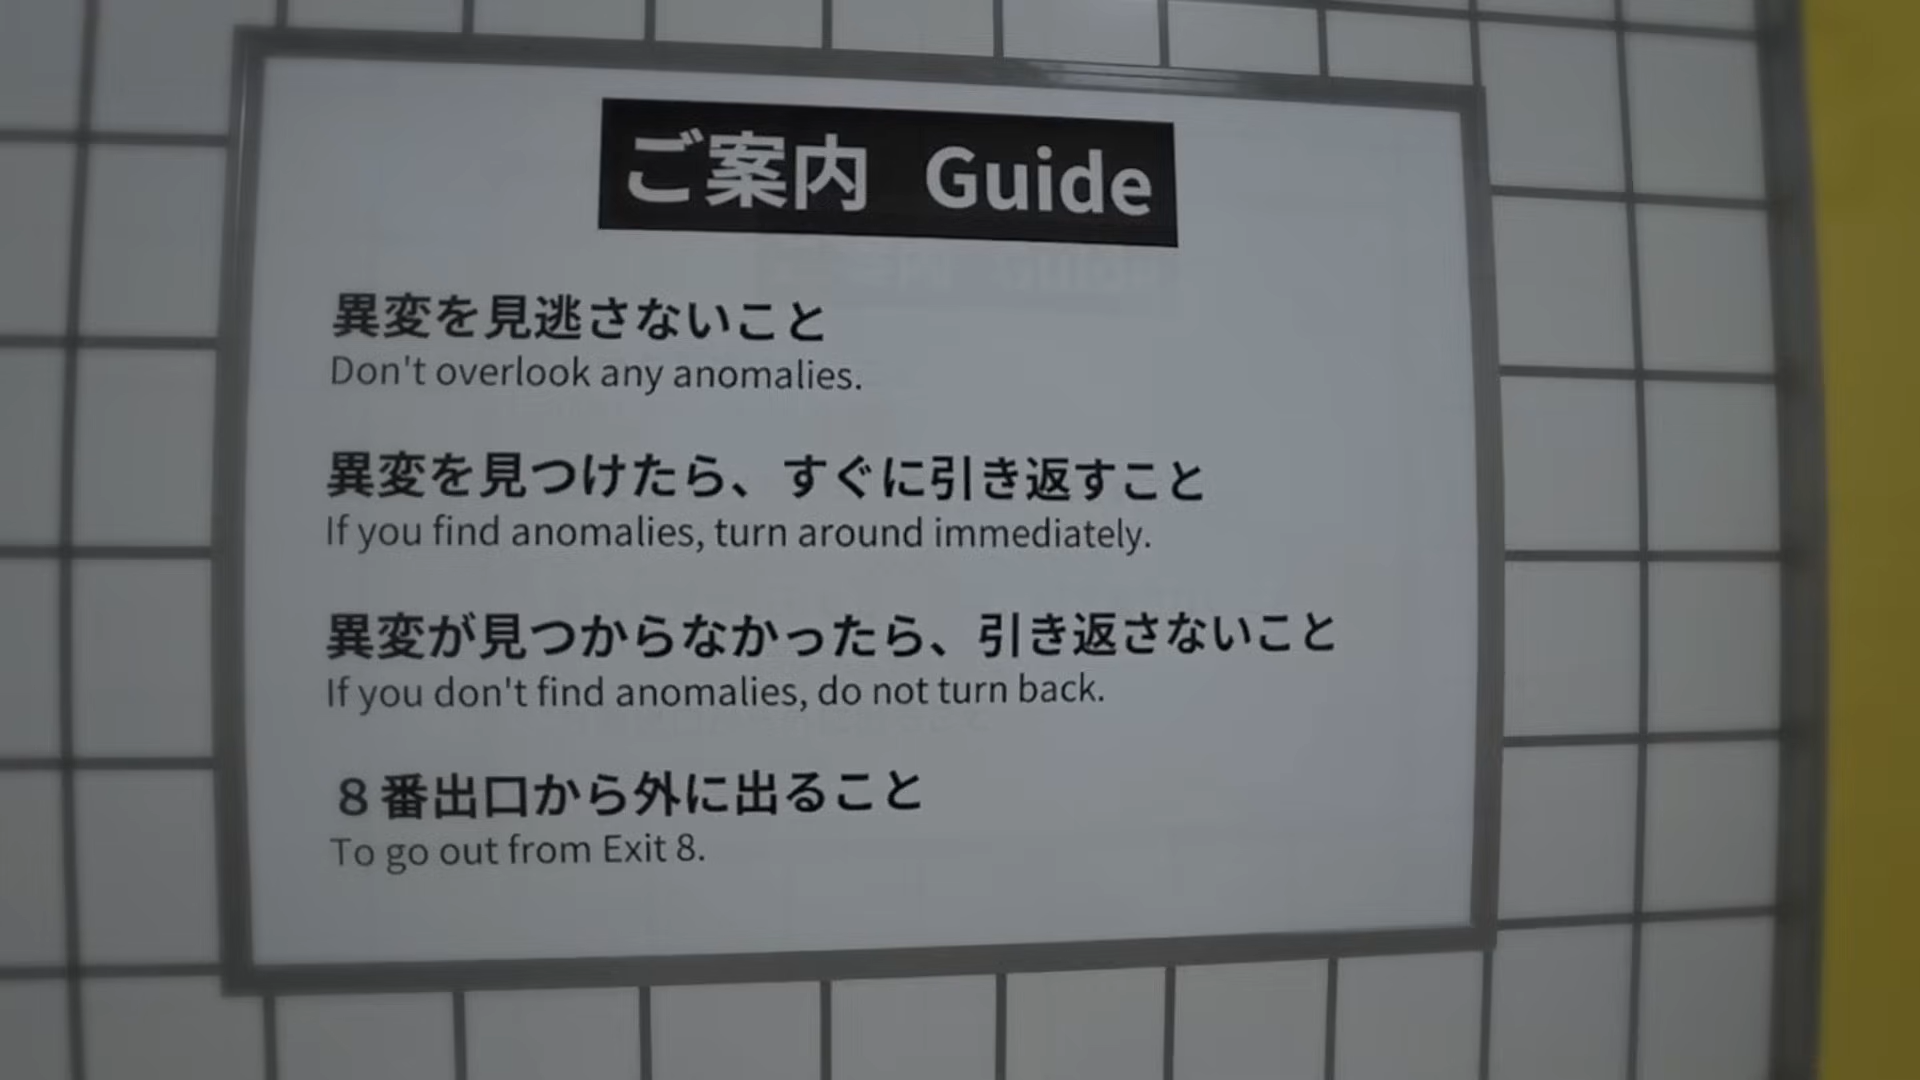 ご案内 Guide
異変を見逃さないこと
Don't overlook any anomalies.
異変を見つけたら、すぐに引き返すこと
If you find anomalies, turn around immediately.
異変が見つからなかったら、引き返さないこと
If you don't find anomalies, do not turn back.
８番出口から外に出ること
To go out from Exit 8.